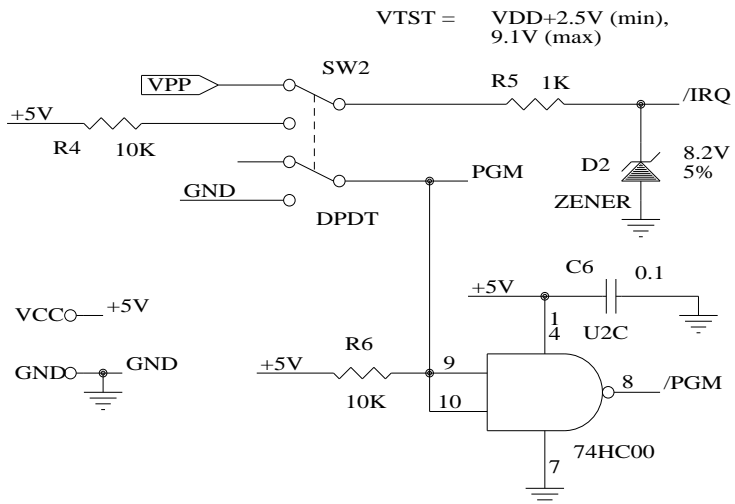 VTST = VDD+2.5V (min),
9.1V (max)
SW2
VPP
R5 1K
/IRQ
+5V
R4 10K
D2
8.2V
5%
ZENER
PGM
GND
DPDT
C6 0.1
+5V
1
4
U2C
VCC +5V
GND GND
R6
+5V
10K
9
10
8
/PGM
74HC00
7